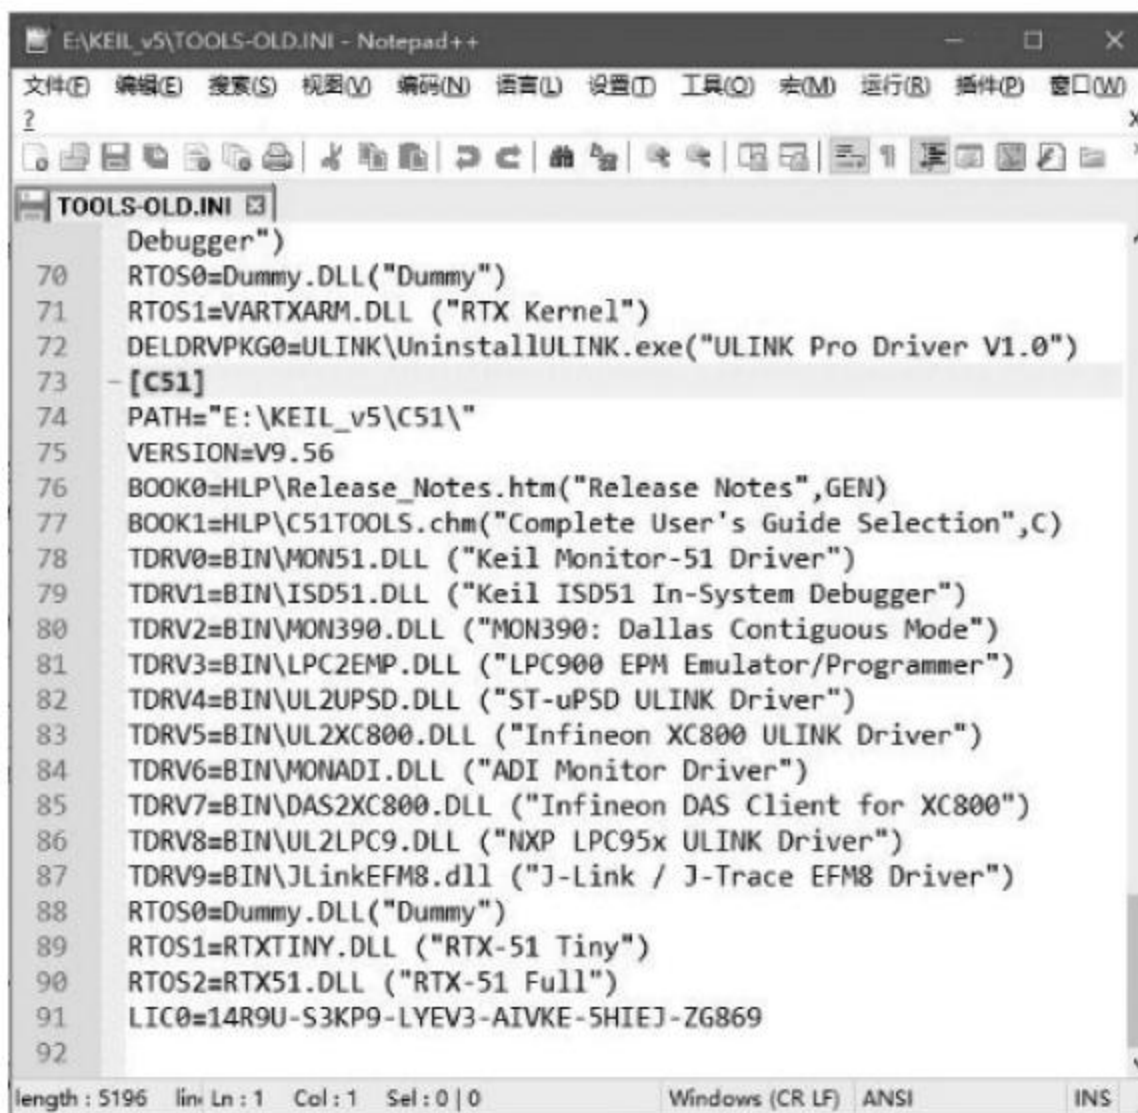 E:\KEIL_v5\TOOLS-OLD.INI - Notepad++
文件(F) 编辑(E) 搜索(S) 视图(V) 编码(N) 语言(L) 设置(T) 工具(O) 宏(M) 运行(R) 插件(P) 窗口(W)
? X
TOOLS-OLD.INI
Debugger")
70 RTOS0=Dummy.DLL("Dummy")
71 RTOS1=VARTXARM.DLL ("RTX Kernel")
72 DELDRVPKG0=ULINK\UninstallULINK.exe("ULINK Pro Driver V1.0")
73 [C51]
74 PATH="E:\KEIL_v5\C51\"
75 VERSION=V9.56
76 BOOK0=HLP\Release_Notes.htm("Release Notes",GEN)
77 BOOK1=HLP\C51TOOLS.chm("Complete User's Guide Selection",C)
78 TDRV0=BIN\MON51.DLL ("Keil Monitor-51 Driver")
79 TDRV1=BIN\ISD51.DLL ("Keil ISD51 In-System Debugger")
80 TDRV2=BIN\MON390.DLL ("MON390: Dallas Contiguous Mode")
81 TDRV3=BIN\LPC2EMP.DLL ("LPC900 EPM Emulator/Programmer")
82 TDRV4=BIN\UL2UPSD.DLL ("ST-uPSD ULINK Driver")
83 TDRV5=BIN\UL2XC800.DLL ("Infineon XC800 ULINK Driver")
84 TDRV6=BIN\MONADI.DLL ("ADI Monitor Driver")
85 TDRV7=BIN\DAS2XC800.DLL ("Infineon DAS Client for XC800")
86 TDRV8=BIN\UL2LPC9.DLL ("NXP LPC95x ULINK Driver")
87 TDRV9=BIN\JLinkEFM8.dll ("J-Link / J-Trace EFM8 Driver")
88 RTOS0=Dummy.DLL("Dummy")
89 RTOS1=RTXTINY.DLL ("RTX-51 Tiny")
90 RTOS2=RTX51.DLL ("RTX-51 Full")
91 LIC0=14R9U-S3KP9-LYEV3-AIVKE-5HIEJ-ZG869
92
length : 5196 lin Ln : 1 Col : 1 Sel : 0 | 0 Windows (CR LF) ANSI INS